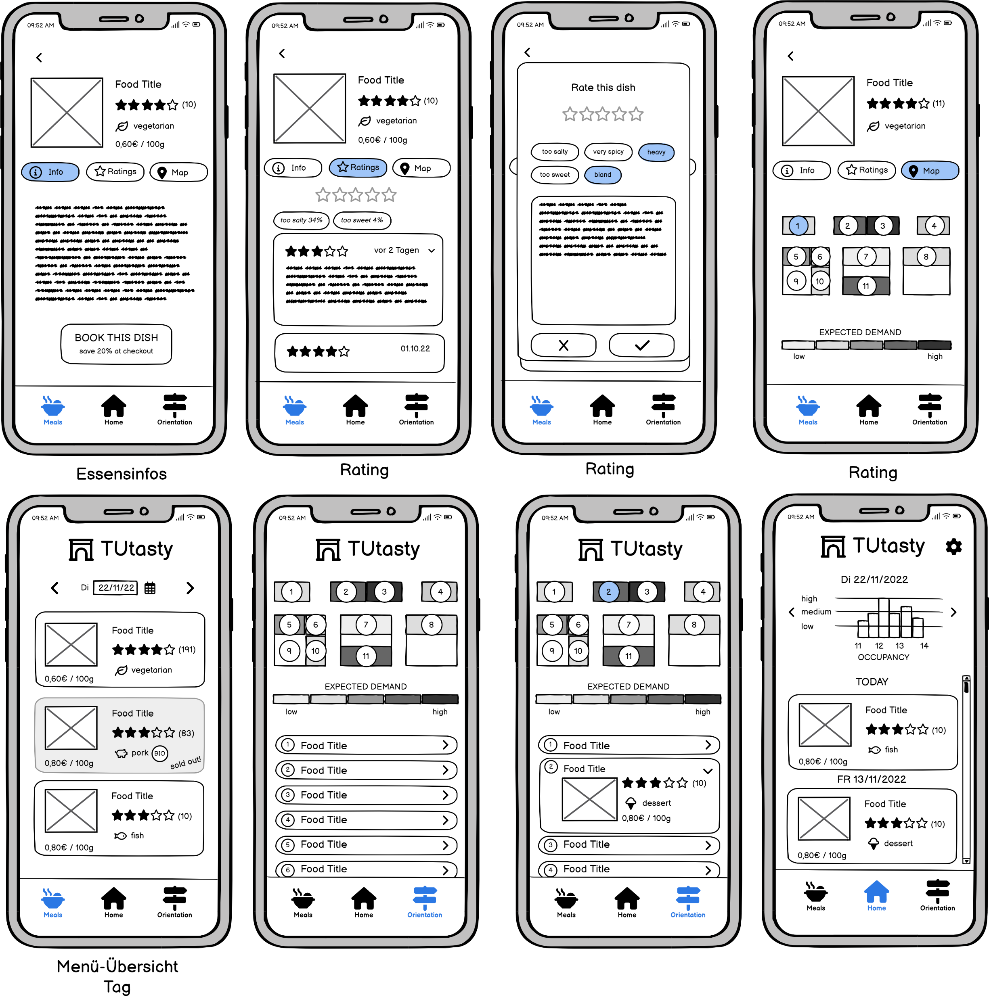 09:52 AM
Food Title
(10)
vegetarian
0,60€ / 100g
Info
Ratings
Map
BOOK THIS DISH
save 20% at checkout
Meals
Home
Orientation
Essensinfos
09:52 AM
Food Title
(10)
vegetarian
0,60€ / 100g
Info
Ratings
Map
too salty 34%
too sweet 4%
vor 2 Tagen
01.10.22
Meals
Home
Orientation
Rating
09:52 AM
Rate this dish
too salty
very spicy
heavy
too sweet
bland
Meals
Home
Orientation
Rating
09:52 AM
Food Title
(11)
vegetarian
Info
Ratings
Map
1
2
3
4
5
6
7
8
9
10
11
EXPECTED DEMAND
low
high
Meals
Home
Orientation
Rating
09:52 AM
TUtasty
Di 22/11/22
Food Title
(191)
vegetarian
0,60€ / 100g
Food Title
(83)
pork BIO
0,80€ / 100g
sold out!
Food Title
(10)
fish
0,80€ / 100g
Meals
Home
Orientation
Menü-Übersicht
Tag
09:52 AM
TUtasty
1
2
3
4
5
6
7
8
9
10
11
EXPECTED DEMAND
low
high
1 Food Title
2 Food Title
3 Food Title
4 Food Title
5 Food Title
6 Food Title
Meals
Home
Orientation
09:52 AM
TUtasty
1
2
3
4
5
6
7
8
9
10
11
EXPECTED DEMAND
low
high
1 Food Title
2 Food Title
(10)
dessert
0,80€ / 100g
3 Food Title
4 Food Title
Meals
Home
Orientation
09:52 AM
TUtasty
Di 22/11/2022
high
medium
low
11 12 13 14
OCCUPANCY
TODAY
Food Title
(10)
fish
0,80€ / 100g
FR 13/11/2022
Food Title
(10)
dessert
0,80€ / 100g
Meals
Home
Orientation